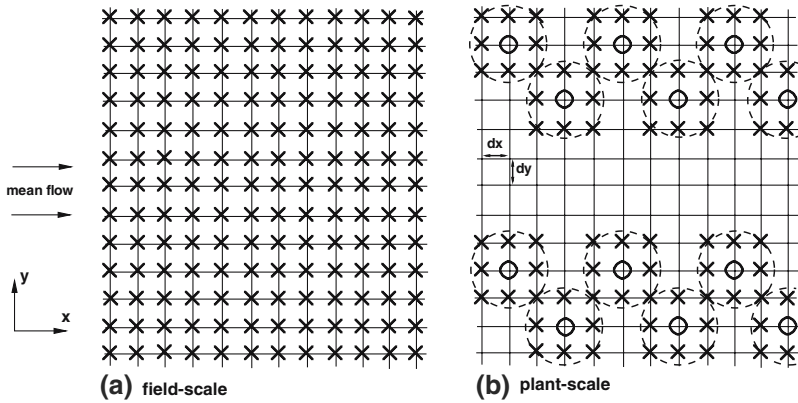 dx
dy
mean flow
y
x
(a) field-scale
(b) plant-scale